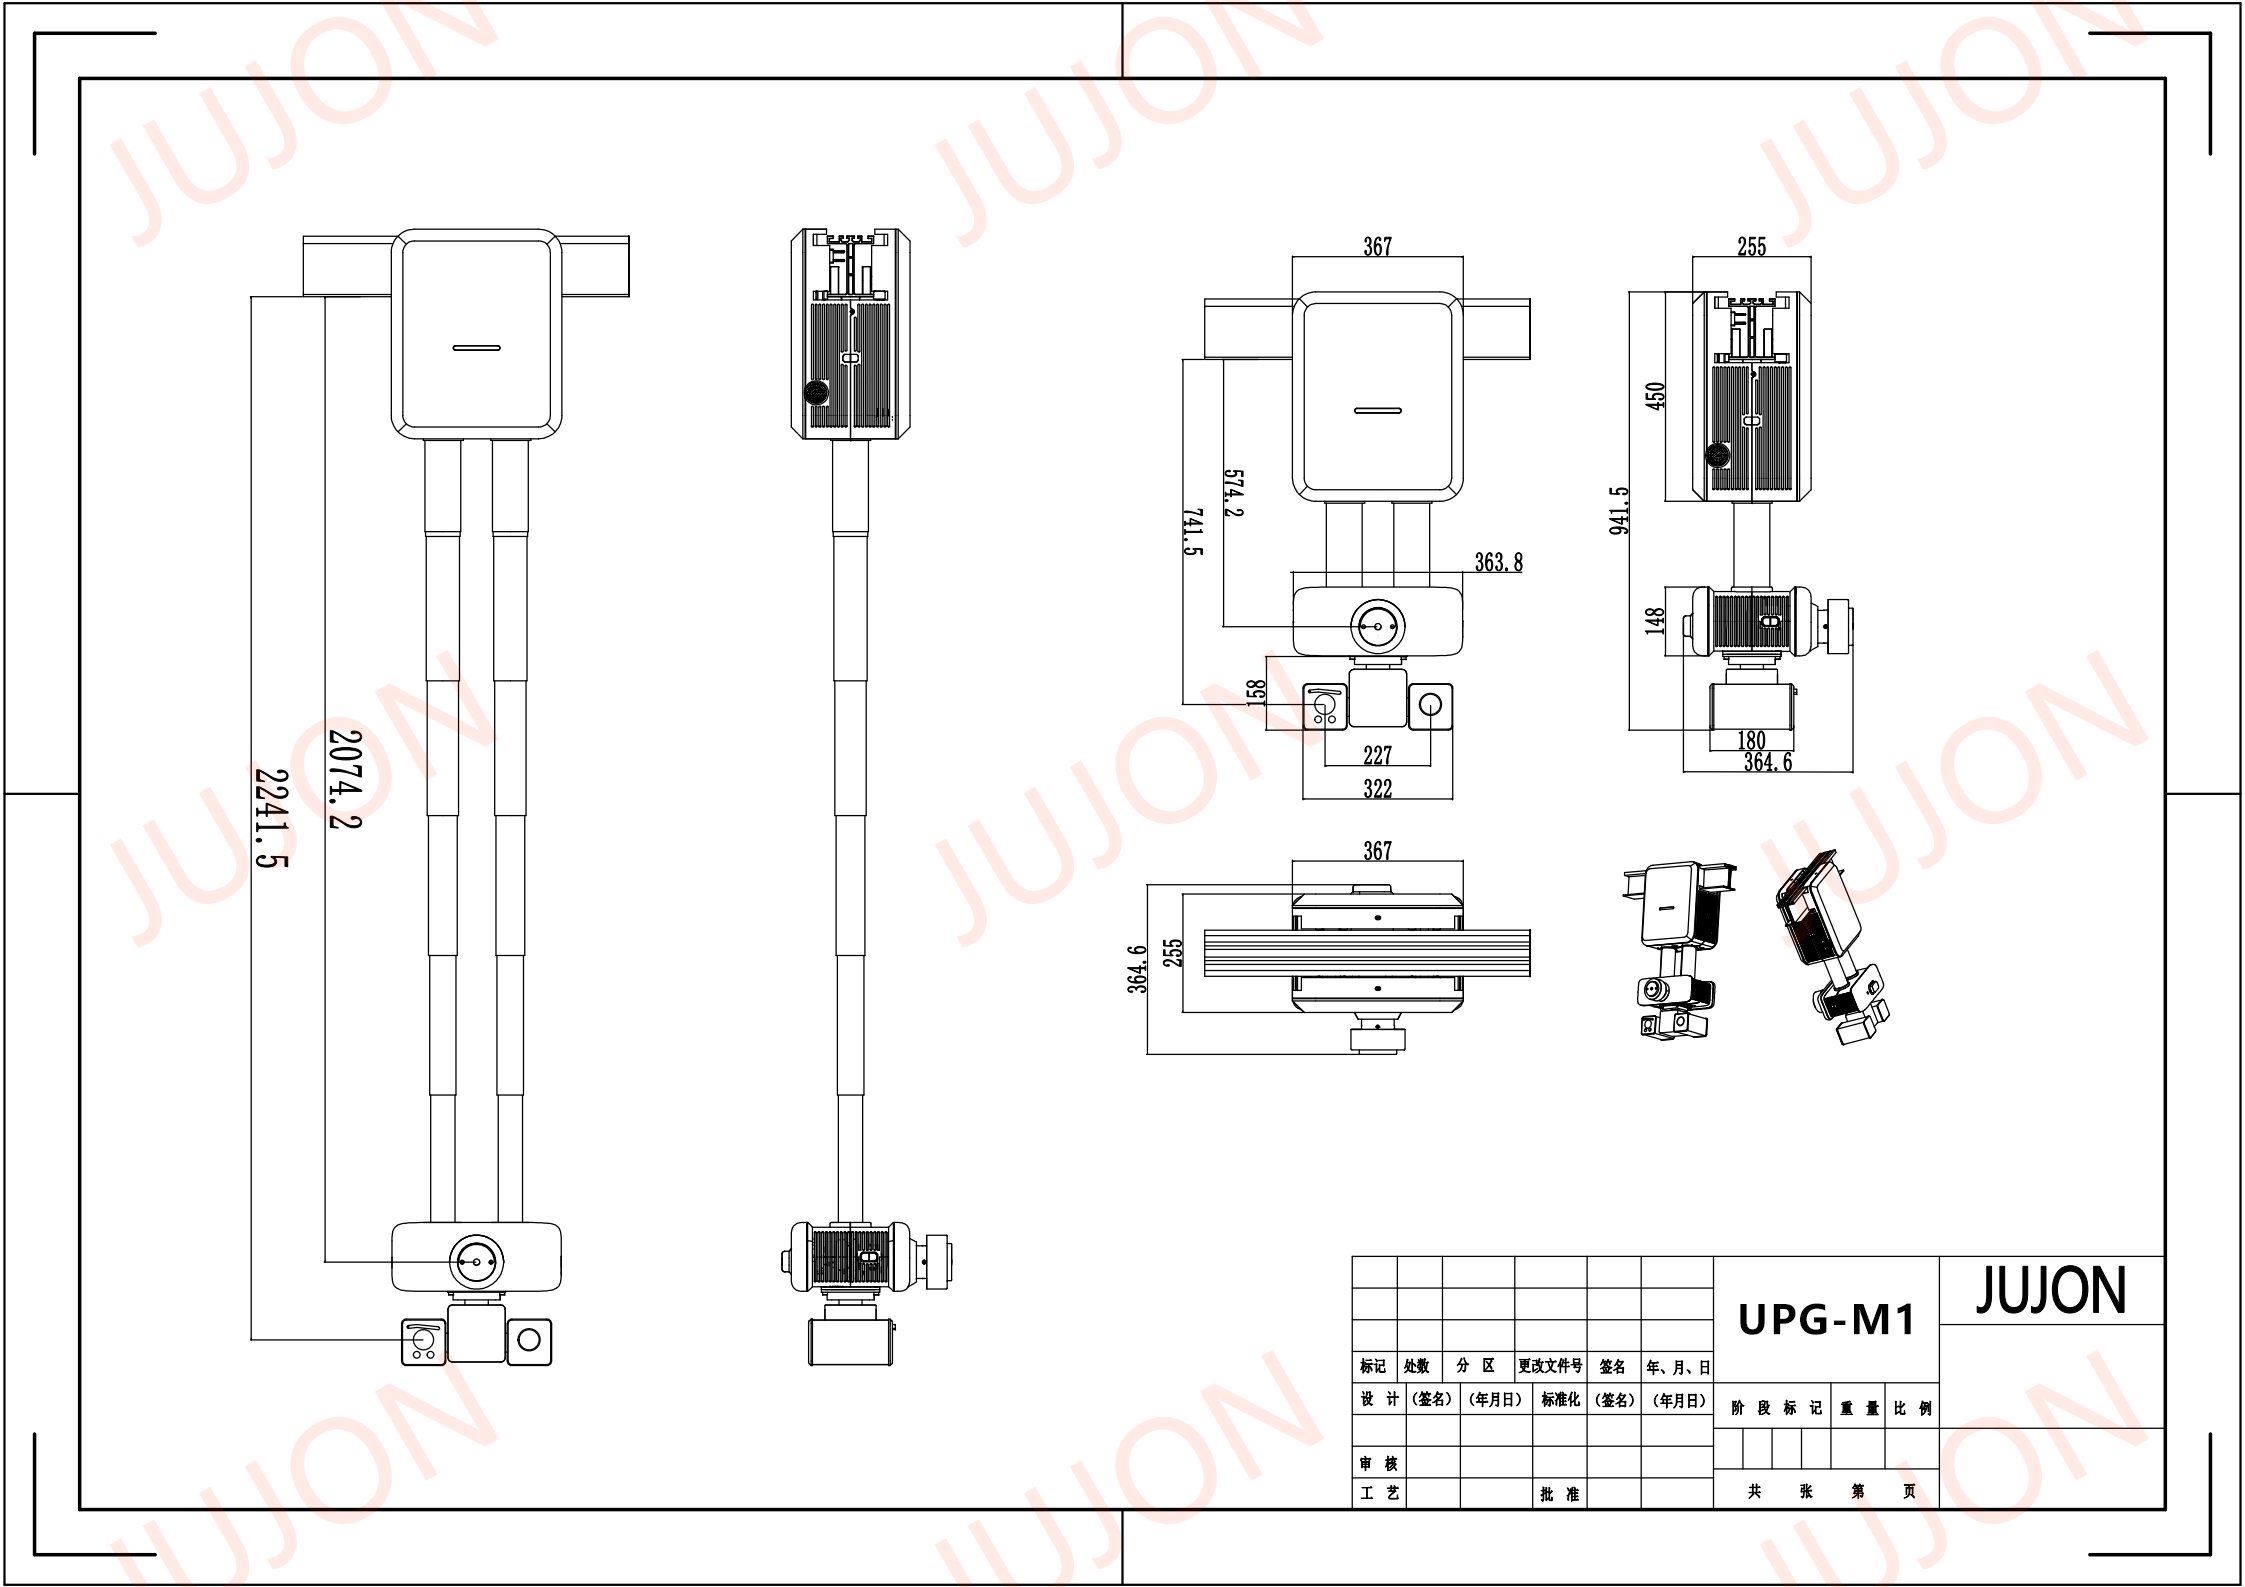 JUJON JUJON JUJON
2241.5
2074.2
367
741.5
574.2
363.8
158
227
322
255
450
941.5
148
180
364.6
367
364.6
255
JUJON JUJON JUJON
UPG-M1
JUJON
标记 处数 分 区 更改文件号 签名 年、月、日
设 计 (签名) (年月日) 标准化 (签名) (年月日)
阶 段 标 记 重 量 比 例
审 核
工 艺 批 准
共 张 第 页
JUJON JUJON JUJON